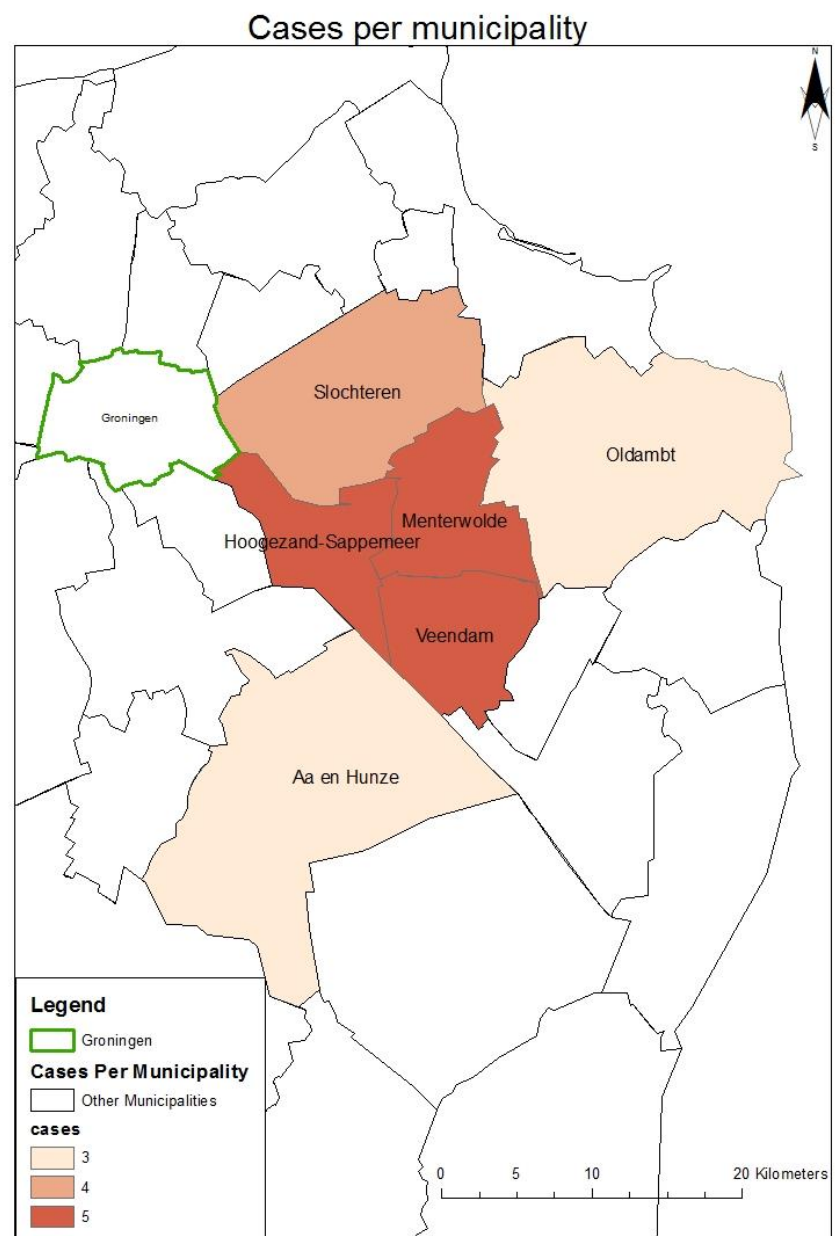 Cases per municipality
N
S
Slochteren
Groningen
Oldambt
Menterwolde
Hoogezand-Sappemeer
Veendam
Aa en Hunze
Legend
Groningen
Cases Per Municipality
Other Municipalities
cases
3
4
5
0 5 10 20 Kilometers